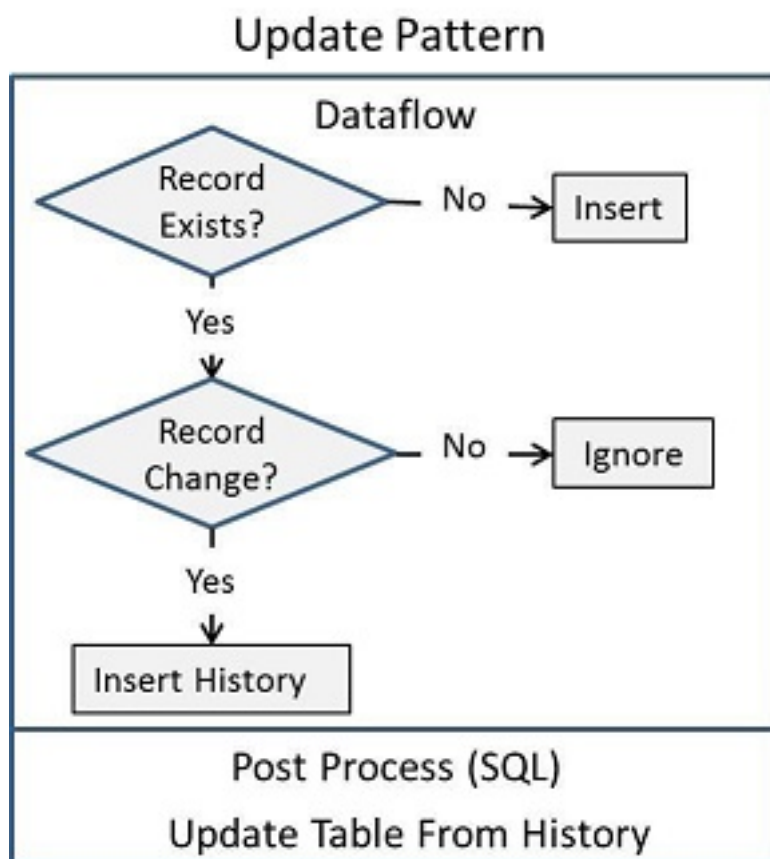 Update Pattern
Dataflow
Record
Exists?
No
Insert
Yes
Record
Change?
No
Ignore
Yes
Insert History
Post Process (SQL)
Update Table From History